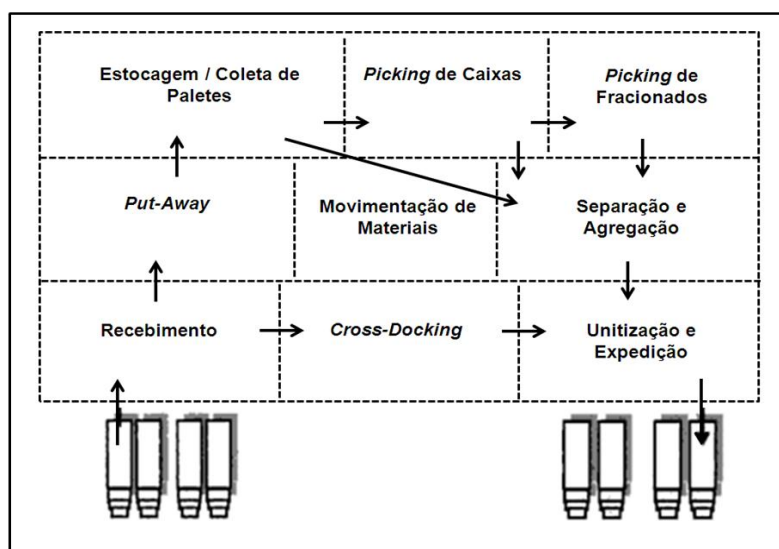 Estocagem / Coleta de
Paletes
Picking de Caixas
Picking de
Fracionados
Put-Away
Movimentação de
Materiais
Separação e
Agregação
Recebimento
Cross-Docking
Unitização e
Expedição